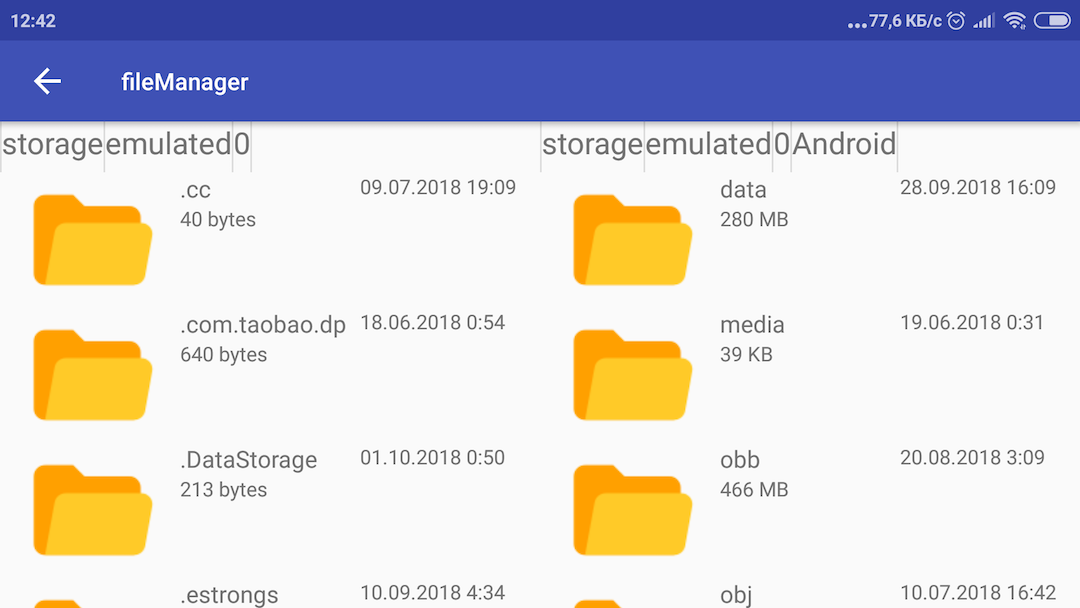 12:42
...77,6 КБ/с
fileManager
storage emulated 0
.cc 09.07.2018 19:09
40 bytes
.com.taobao.dp 18.06.2018 0:54
640 bytes
.DataStorage 01.10.2018 0:50
213 bytes
.estrongs 10.09.2018 4:34
storage emulated 0 Android
data 28.09.2018 16:09
280 MB
media 19.06.2018 0:31
39 KB
obb 20.08.2018 3:09
466 MB
obj 10.07.2018 16:42